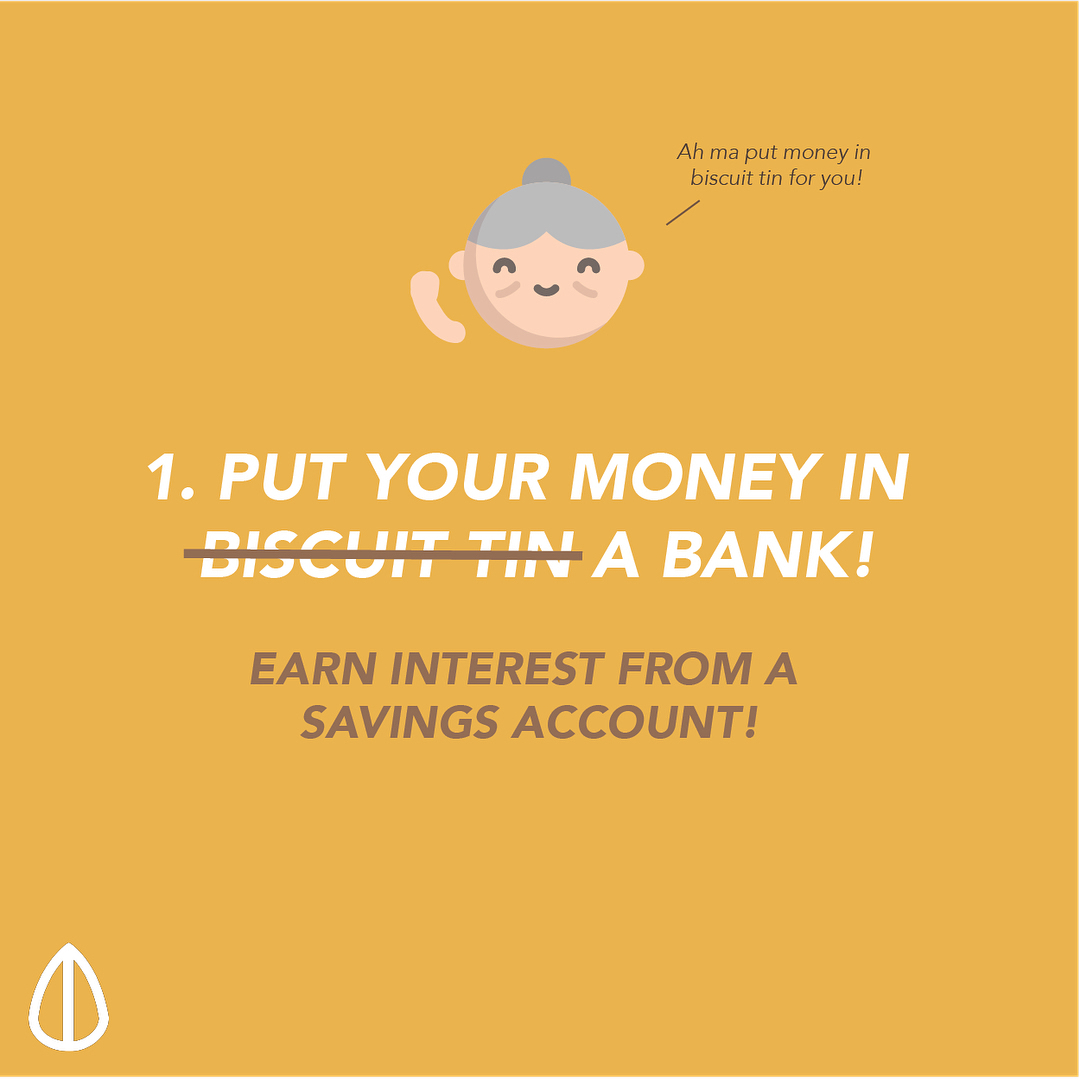 Ah ma put money in
biscuit tin for you!
1. PUT YOUR MONEY IN
BISCUIT TIN A BANK!
EARN INTEREST FROM A
SAVINGS ACCOUNT!